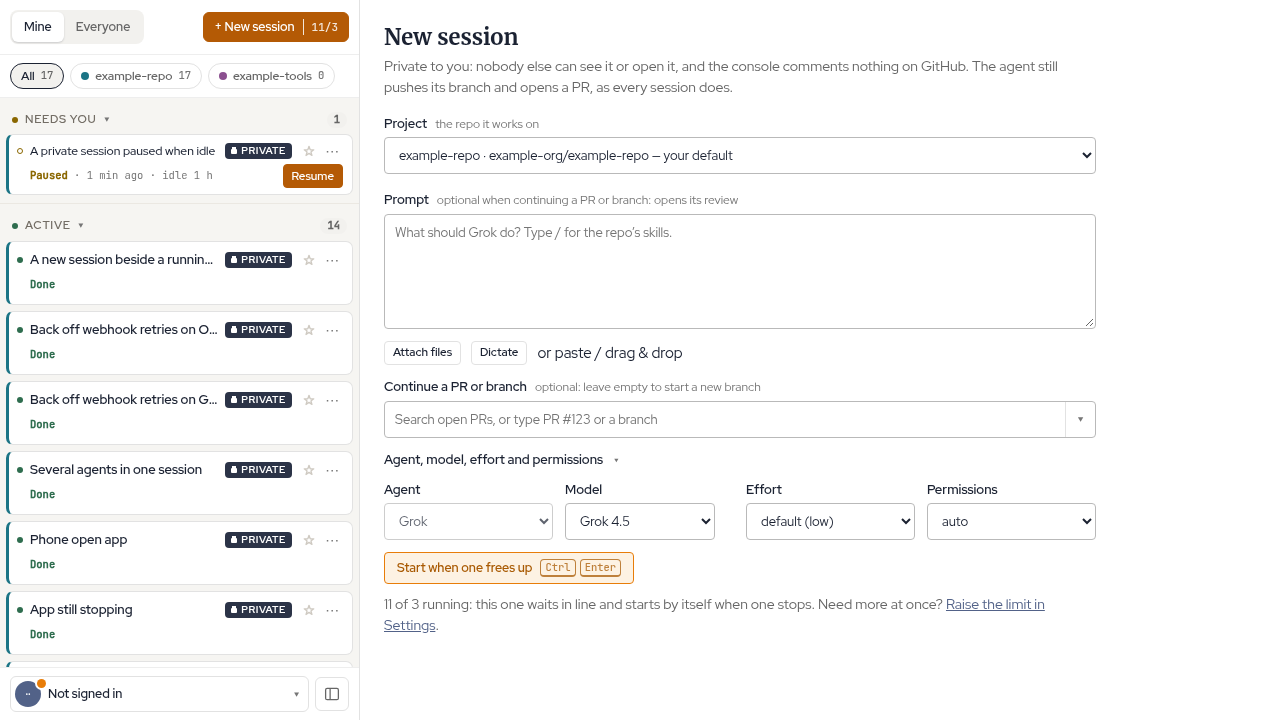 Mine
Everyone
+ New session
11/3
All 17
example-repo 17
example-tools 0
NEEDS YOU ▾
1
A private session paused when idle
PRIVATE
Paused · 1 min ago · idle 1 h
Resume
ACTIVE ▾
14
A new session beside a runnin…
PRIVATE
Done
Back off webhook retries on O…
PRIVATE
Done
Back off webhook retries on G…
PRIVATE
Done
Several agents in one session
PRIVATE
Done
Phone open app
PRIVATE
Done
App still stopping
PRIVATE
Done
Not signed in
New session
Private to you: nobody else can see it or open it, and the console comments nothing on GitHub. The agent still
pushes its branch and opens a PR, as every session does.
Project the repo it works on
example-repo · example-org/example-repo — your default
Prompt optional when continuing a PR or branch: opens its review
What should Grok do? Type / for the repo's skills.
Attach files
Dictate
or paste / drag & drop
Continue a PR or branch optional: leave empty to start a new branch
Search open PRs, or type PR #123 or a branch
Agent, model, effort and permissions
Agent
Model
Effort
Permissions
Grok
Grok 4.5
default (low)
auto
Start when one frees up Ctrl Enter
11 of 3 running: this one waits in line and starts by itself when one stops. Need more at once? Raise the limit in
Settings.